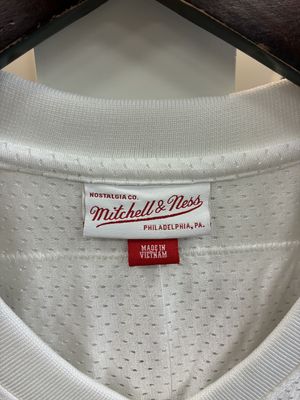 NOSTALGIA CO.
Mitchell & Ness
PHILADELPHIA, PA.
MADE IN
VIETNAM